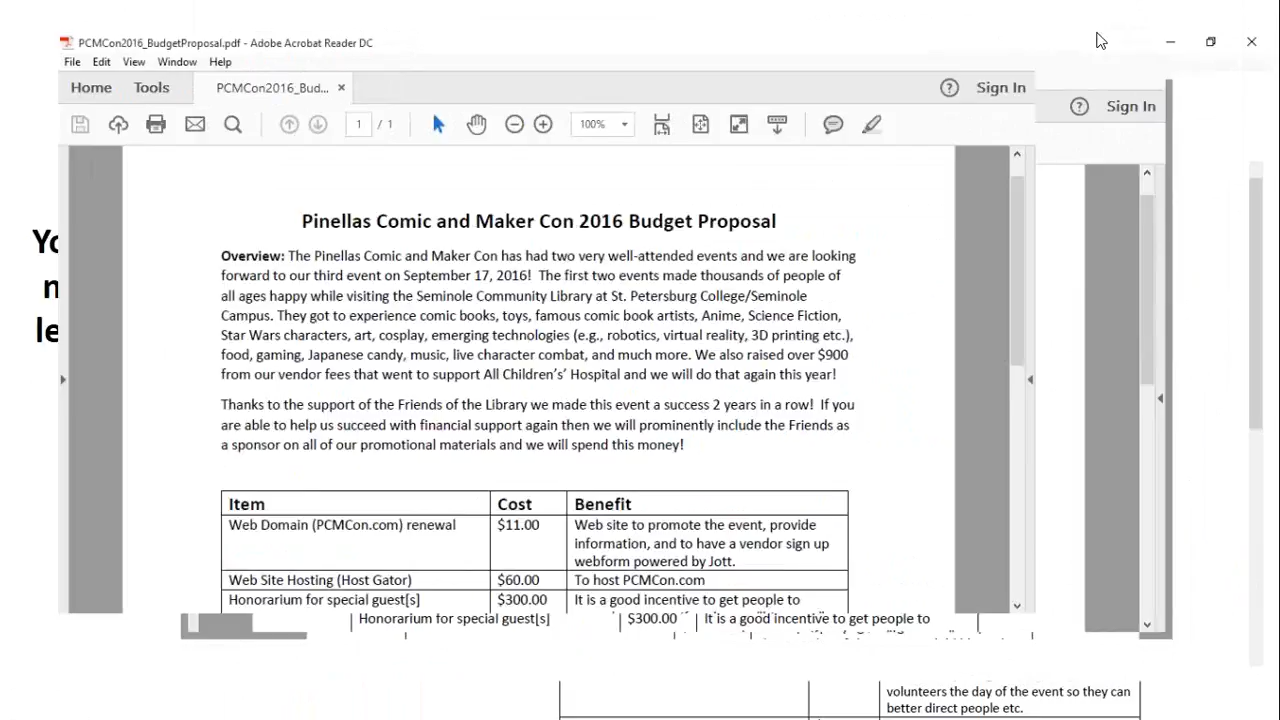 PCMCon2016_BudgetProposal.pdf - Adobe Acrobat Reader DC
File Edit View Window Help
Home Tools PCMCon2016_Bud... × Sign In
Sign In
1 / 1 100%
Pinellas Comic and Maker Con 2016 Budget Proposal
Overview: The Pinellas Comic and Maker Con has had two very well-attended events and we are looking
forward to our third event on September 17, 2016! The first two events made thousands of people of
all ages happy while visiting the Seminole Community Library at St. Petersburg College/Seminole
Campus. They got to experience comic books, toys, famous comic book artists, Anime, Science Fiction,
Star Wars characters, art, cosplay, emerging technologies (e.g., robotics, virtual reality, 3D printing etc.),
food, gaming, Japanese candy, music, live character combat, and much more. We also raised over $900
from our vendor fees that went to support All Children's' Hospital and we will do that again this year!
Thanks to the support of the Friends of the Library we made this event a success 2 years in a row! If you
are able to help us succeed with financial support again then we will prominently include the Friends as
a sponsor on all of our promotional materials and we will spend this money!
Item Cost Benefit
Web Domain (PCMCon.com) renewal $11.00 Web site to promote the event, provide
information, and to have a vendor sign up
webform powered by Jott.
Web Site Hosting (Host Gator) $60.00 To host PCMCon.com
Honorarium for special guest[s] $300.00 It is a good incentive to get people to
Honorarium for special guest[s] $300.00 It is a good incentive to get people to
volunteers the day of the event so they can
better direct people etc.